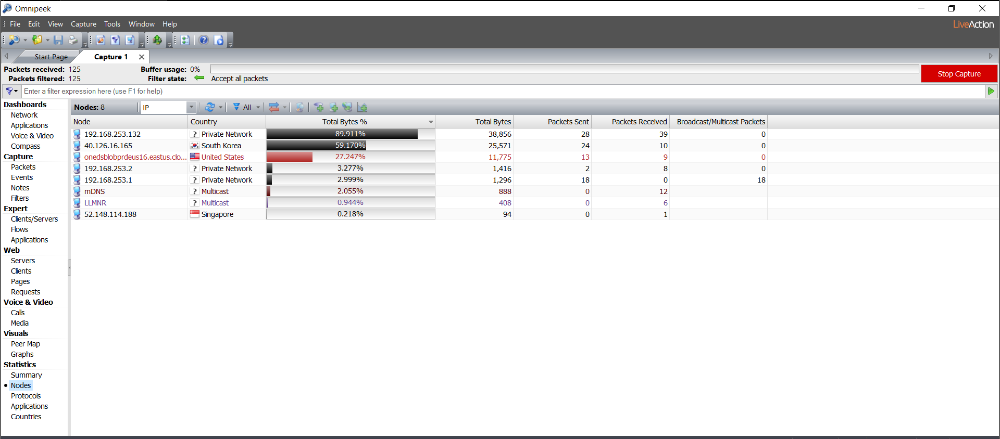 Omnipeek
File Edit View Capture Tools Window Help
LiveAction
Start Page Capture 1
Packets received: 125 Buffer usage: 0%
Packets filtered: 125 Filter state: Accept all packets
Stop Capture
Enter a filter expression here (use F1 for help)
Dashboards
Network
Applications
Voice & Video
Compass
Capture
Packets
Events
Notes
Filters
Expert
Clients/Servers
Flows
Applications
Web
Servers
Clients
Pages
Requests
Voice & Video
Calls
Media
Visuals
Peer Map
Graphs
Statistics
Summary
Nodes
Protocols
Applications
Countries
Nodes: 8 IP All
Node Country Total Bytes % Total Bytes Packets Sent Packets Received Broadcast/Multicast Packets
192.168.253.132 ? Private Network 89.911% 38,856 28 39 0
40.126.16.165 South Korea 59.170% 25,571 24 10 0
onedsblobprdeus16.eastus.clo... United States 27.247% 11,775 13 9 0
192.168.253.2 ? Private Network 3.277% 1,416 2 8 0
192.168.253.1 ? Private Network 2.999% 1,296 18 0 18
mDNS ? Multicast 2.055% 888 0 12
LLMNR ? Multicast 0.944% 408 0 6
52.148.114.188 Singapore 0.218% 94 0 1